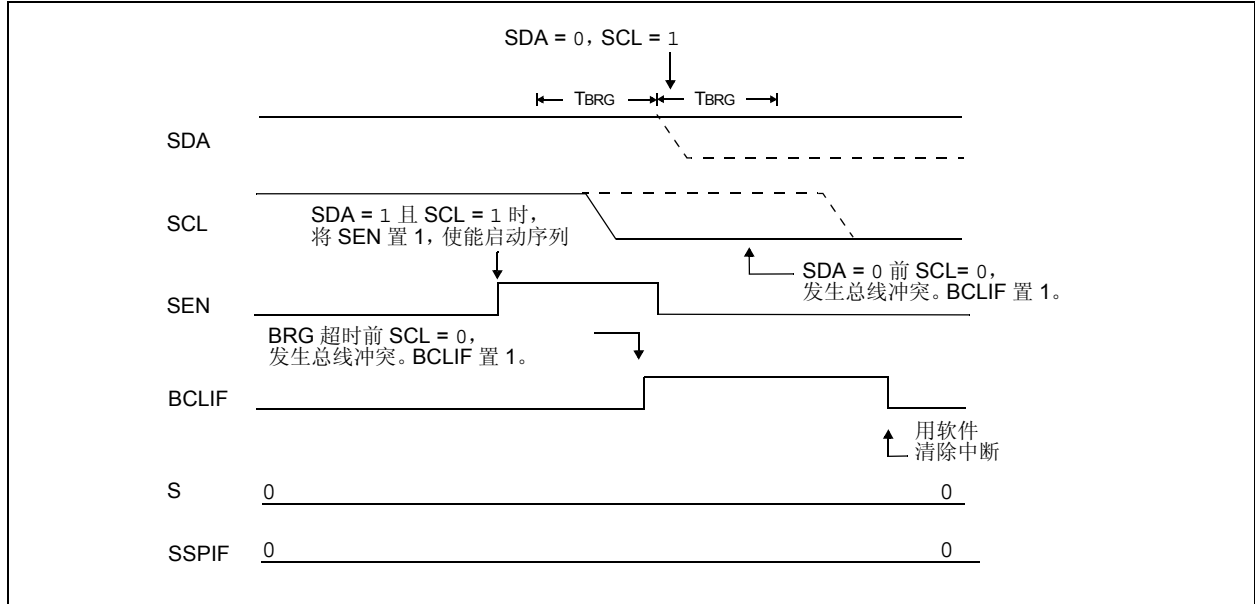 SDA = 0, SCL = 1
TBRG TBRG
SDA
SCL
SDA = 1 且 SCL = 1 时,
将 SEN 置 1, 使能启动序列
SDA = 0 前 SCL= 0,
发生总线冲突。BCLIF 置 1。
SEN
BRG 超时前 SCL = 0,
发生总线冲突。BCLIF 置 1。
BCLIF
用软件
清除中断
S 0 0
SSPIF 0 0